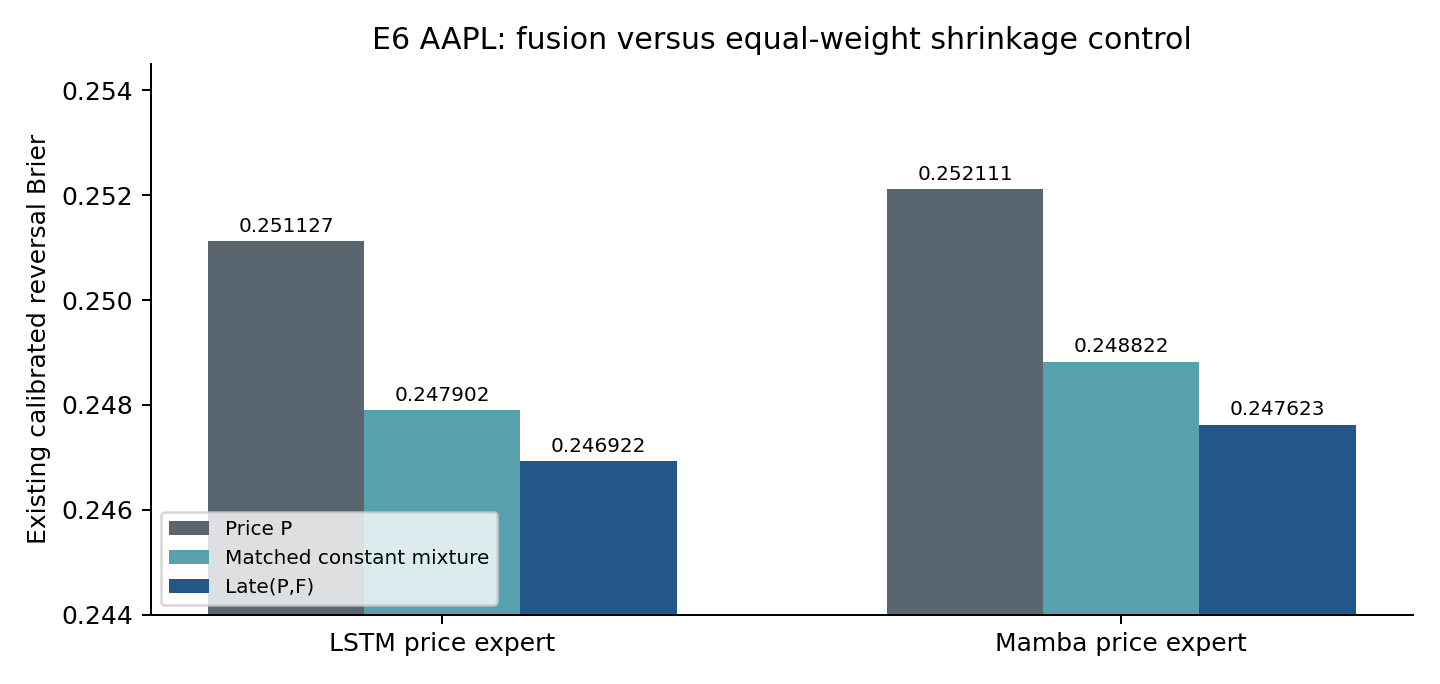 E6 AAPL: fusion versus equal-weight shrinkage control
Existing calibrated reversal Brier
0.254
0.252
0.250
0.248
0.246
0.244
0.251127
0.247902
0.246922
0.252111
0.248822
0.247623
Price P
Matched constant mixture
Late(P,F)
LSTM price expert
Mamba price expert